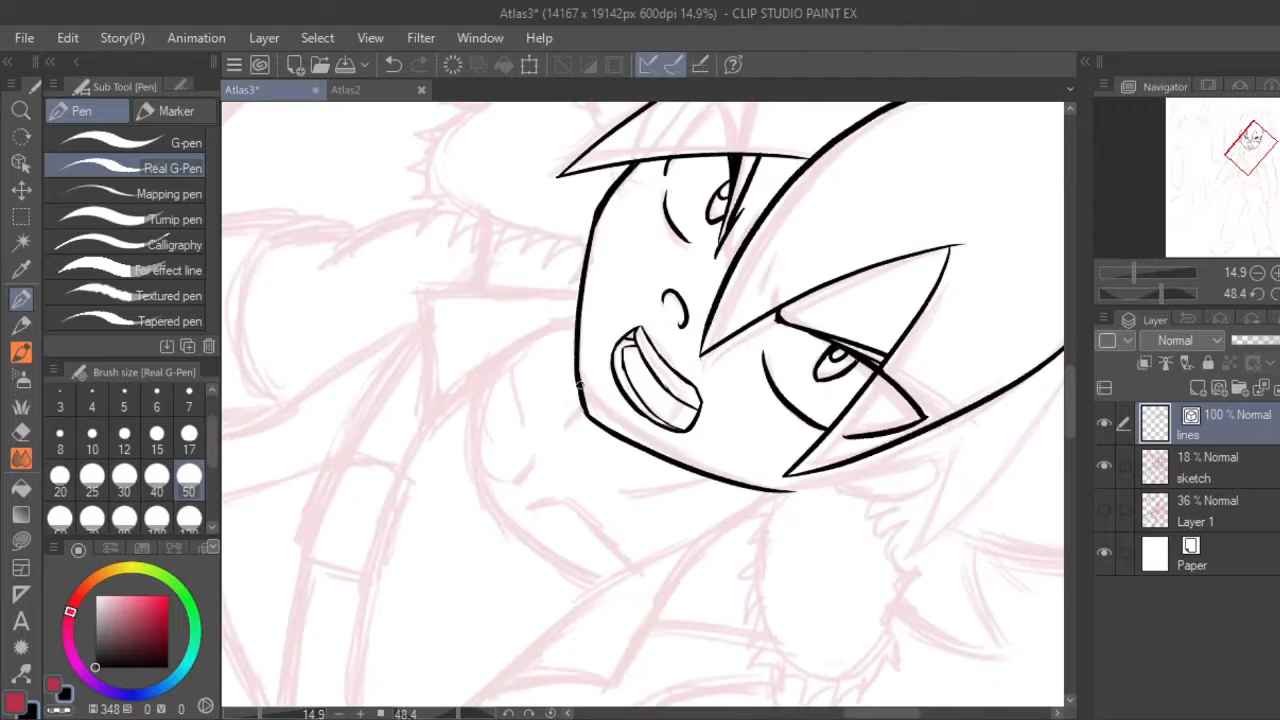 Atlas3* (14167 x 19142px 600dpi 14.9%) - CLIP STUDIO PAINT EX
File Edit Story(P) Animation Layer Select View Filter Window Help
Sub Tool [Pen]
Atlas3* Atlas2
Navigator
Pen Marker
G-pen
Real G-Pen
Mapping pen
Turnip pen
Calligraphy
For effect line
Textured pen
Tapered pen
Brush size [Real G-Pen]
3 4 5 6 7
8 10 12 15 17
20 25 30 40 50
60 70 80
14.9
48.4
Layer
Normal
100 % Normal
lines
18 % Normal
sketch
36 % Normal
Layer 1
Paper
H 348 S 0 V 0
14.9 48.4